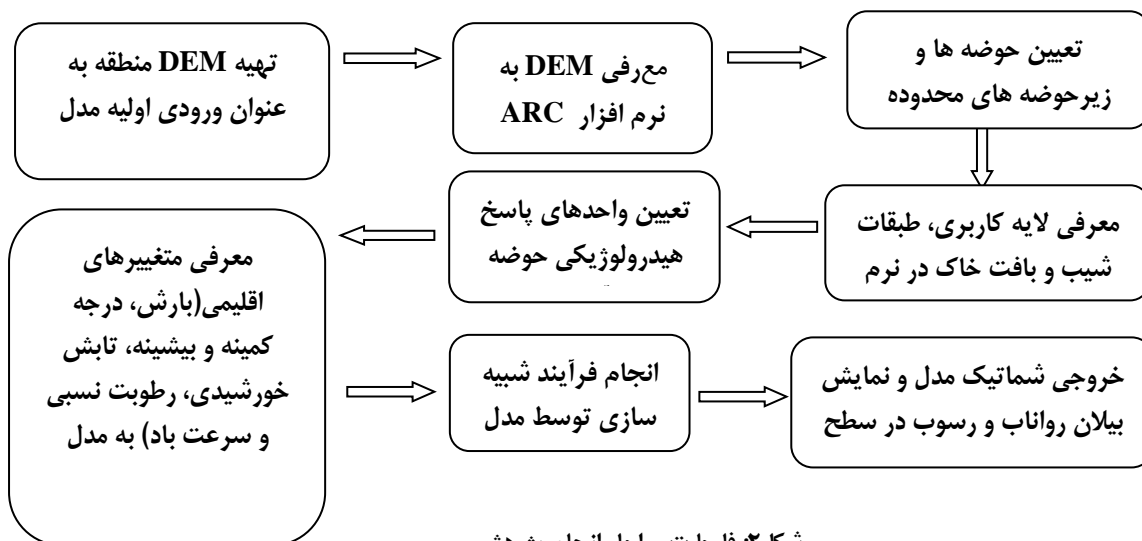 تهیه DEM منطقه به
عنوان ورودی اولیه مدل
معرفی DEM به
نرم افزار ARC
تعیین حوضه ها و
زیرحوضه های محدوده
معرفی لایه کاربری، طبقات
شیب و بافت خاک در نرم
تعیین واحدهای پاسخ
هیدرولوژیکی حوضه
معرفی متغییرهای
اقلیمی(بارش، درجه
کمینه و بیشینه، تابش
خورشیدی، رطوبت نسبی
و سرعت باد) به مدل
انجام فرآیند شبیه
سازی توسط مدل
خروجی شماتیک مدل و نمایش
بیلان رواناب و رسوب در سطح